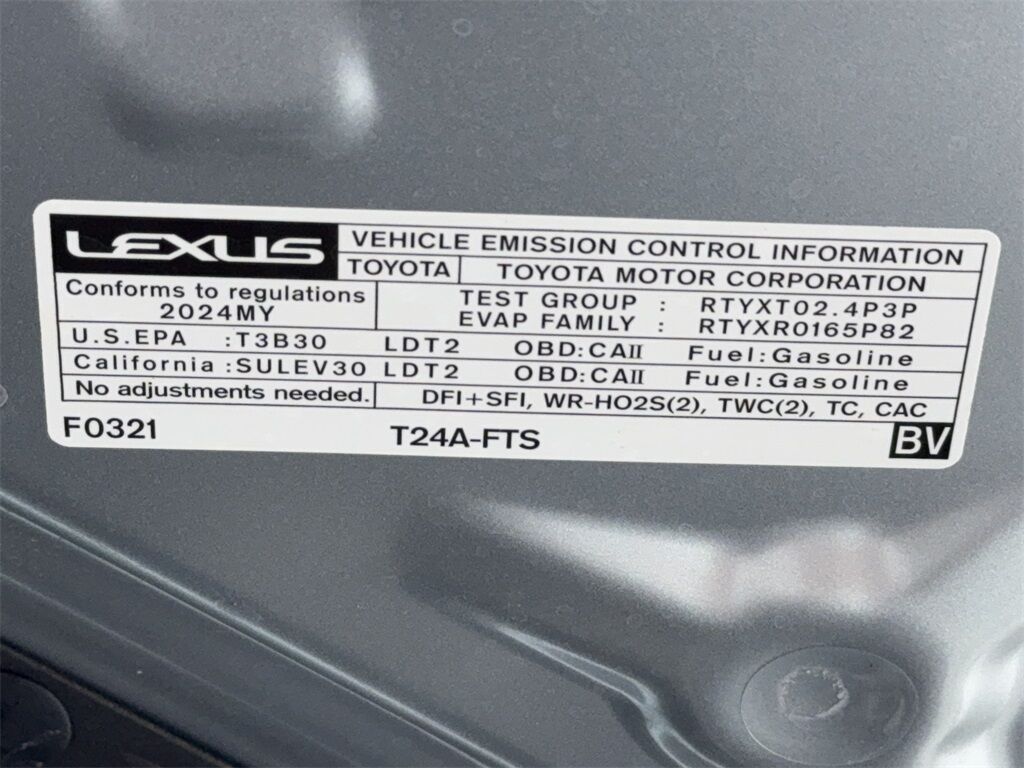 LEXUS VEHICLE EMISSION CONTROL INFORMATION
TOYOTA TOYOTA MOTOR CORPORATION
Conforms to regulations
2024MY
TEST GROUP : RTYXT02.4P3P
EVAP FAMILY : RTYXR0165P82
U.S.EPA :T3B30 LDT2 OBD:CAII Fuel:Gasoline
California :SULEV30 LDT2 OBD:CAII Fuel:Gasoline
No adjustments needed. DFI+SFI, WR-HO2S(2), TWC(2), TC, CAC
F0321 T24A-FTS BV